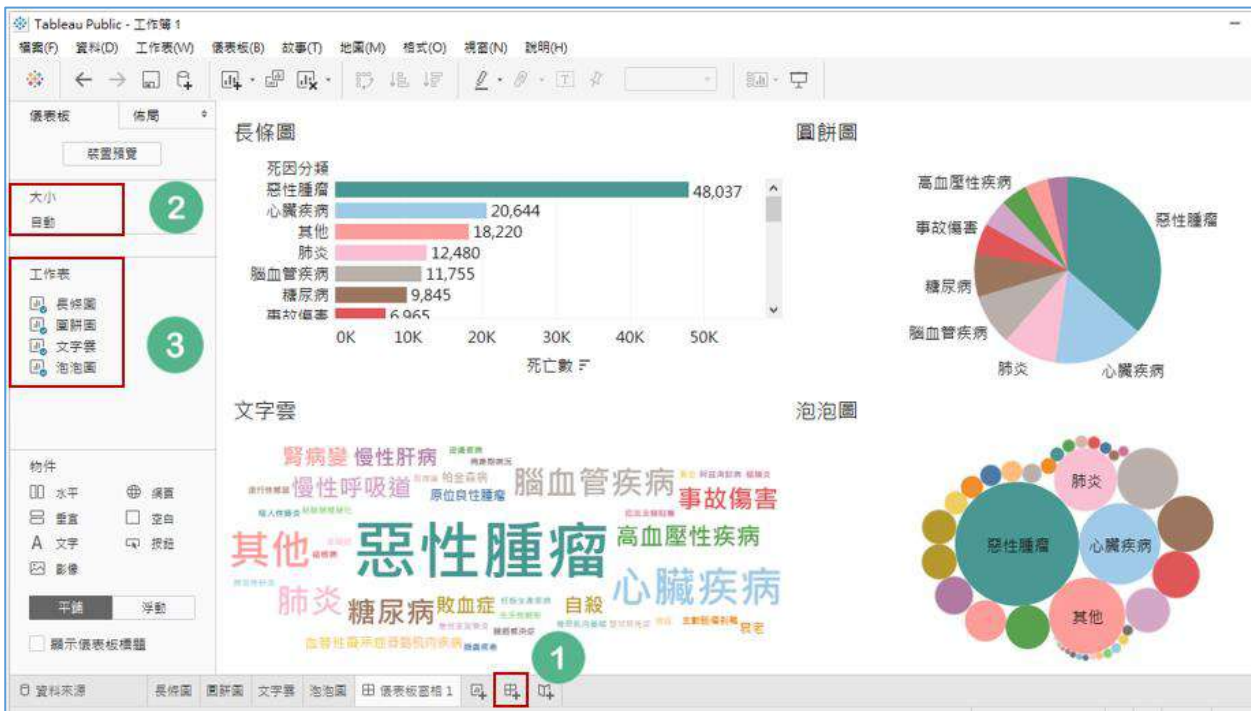 Tableau Public - 工作簿 1
檔案(F) 資料(D) 工作表(W) 儀表板(B) 故事(T) 地圖(M) 格式(O) 視窗(N) 說明(H)
儀表板 佈局
裝置預覽
大小
自動
2
工作表
長條圖
圓餅圖
文字雲
泡泡圖
3
物件
水平 網頁
垂直 空白
文字 按鈕
影像
平鋪 浮動
顯示儀表板標題
長條圖
死因分類
惡性腫瘤 48,037
心臟疾病 20,644
其他 18,220
肺炎 12,480
腦血管疾病 11,755
糖尿病 9,845
事故傷害 6,965
0K 10K 20K 30K 40K 50K
死亡數
圓餅圖
高血壓性疾病
事故傷害
糖尿病
腦血管疾病
肺炎
心臟疾病
惡性腫瘤
文字雲
腎病變 慢性肝病
慢性呼吸道 帕金森病
原位良性腫瘤
腦血管疾病
事故傷害
其他
惡性腫瘤
高血壓性疾病
心臟疾病
肺炎
糖尿病
敗血症
自殺
衰老
泡泡圖
肺炎
惡性腫瘤
心臟疾病
其他
1
資料來源 長條圖 圓餅圖 文字雲 泡泡圖 儀表板窗格 1